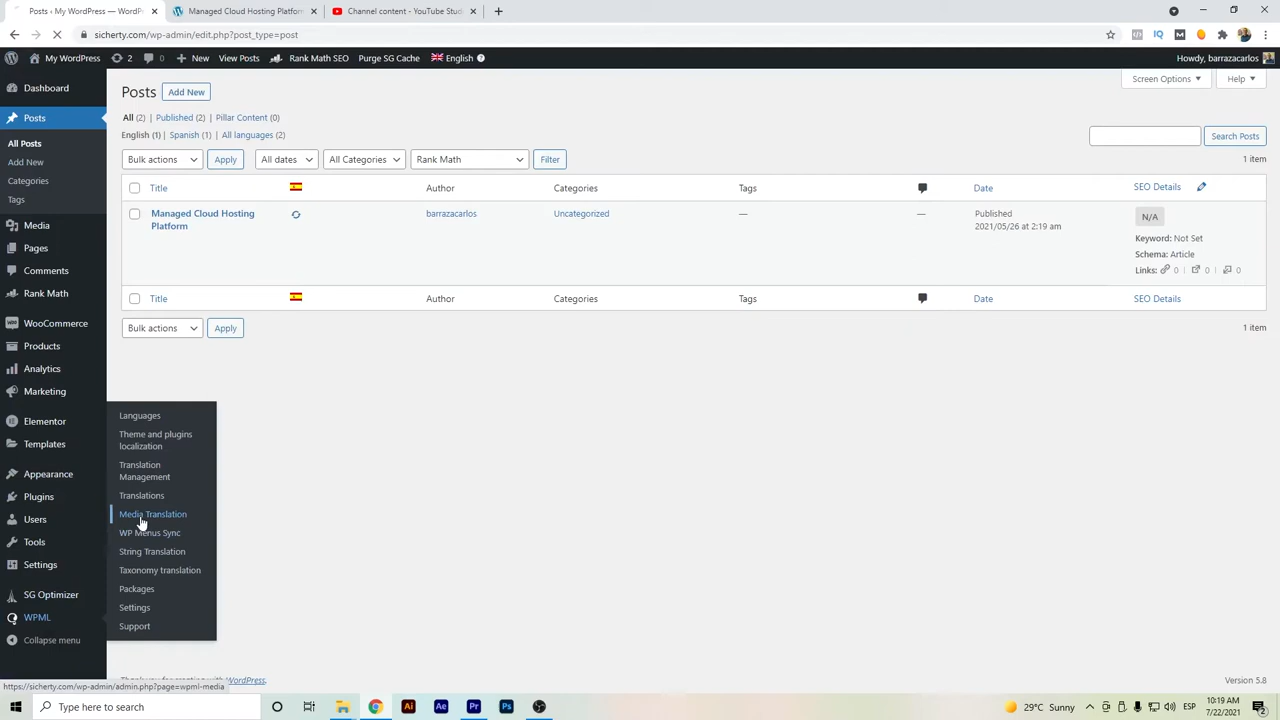 Posts ‹ My WordPress — WordPr
Managed Cloud Hosting Platform
Channel content - YouTube Stud
sicherty.com/wp-admin/edit.php?post_type=post
My WordPress
2
0
New
View Posts
Rank Math SEO
Purge SG Cache
English
Howdy, barrazacarlos
Screen Options
Help
Dashboard
Posts
All Posts
Add New
Categories
Tags
Media
Pages
Comments
Rank Math
WooCommerce
Products
Analytics
Marketing
Elementor
Templates
Appearance
Plugins
Users
Tools
Settings
SG Optimizer
WPML
Collapse menu
Languages
Theme and plugins
localization
Translation
Management
Translations
Media Translation
WP Menus Sync
String Translation
Taxonomy translation
Packages
Settings
Support
Posts
Add New
All (2) | Published (2) | Pillar Content (0)
English (1) | Spanish (1) | All languages (2)
Search Posts
Bulk actions
Apply
All dates
All Categories
Rank Math
Filter
1 item
Title
Author
Categories
Tags
Date
SEO Details
Managed Cloud Hosting
Platform
barrazacarlos
Uncategorized
—
—
Published
2021/05/26 at 2:19 am
N/A
Keyword: Not Set
Schema: Article
Links: 0 | 0 | 0
Title
Author
Categories
Tags
Date
SEO Details
Bulk actions
Apply
1 item
Thank you for creating with WordPress.
Version 5.8
https://sicherty.com/wp-admin/admin.php?page=wpml-media
Type here to search
Ai
Ae
Pr
Ps
29°C Sunny
ESP
10:19 AM
7/22/2021
2